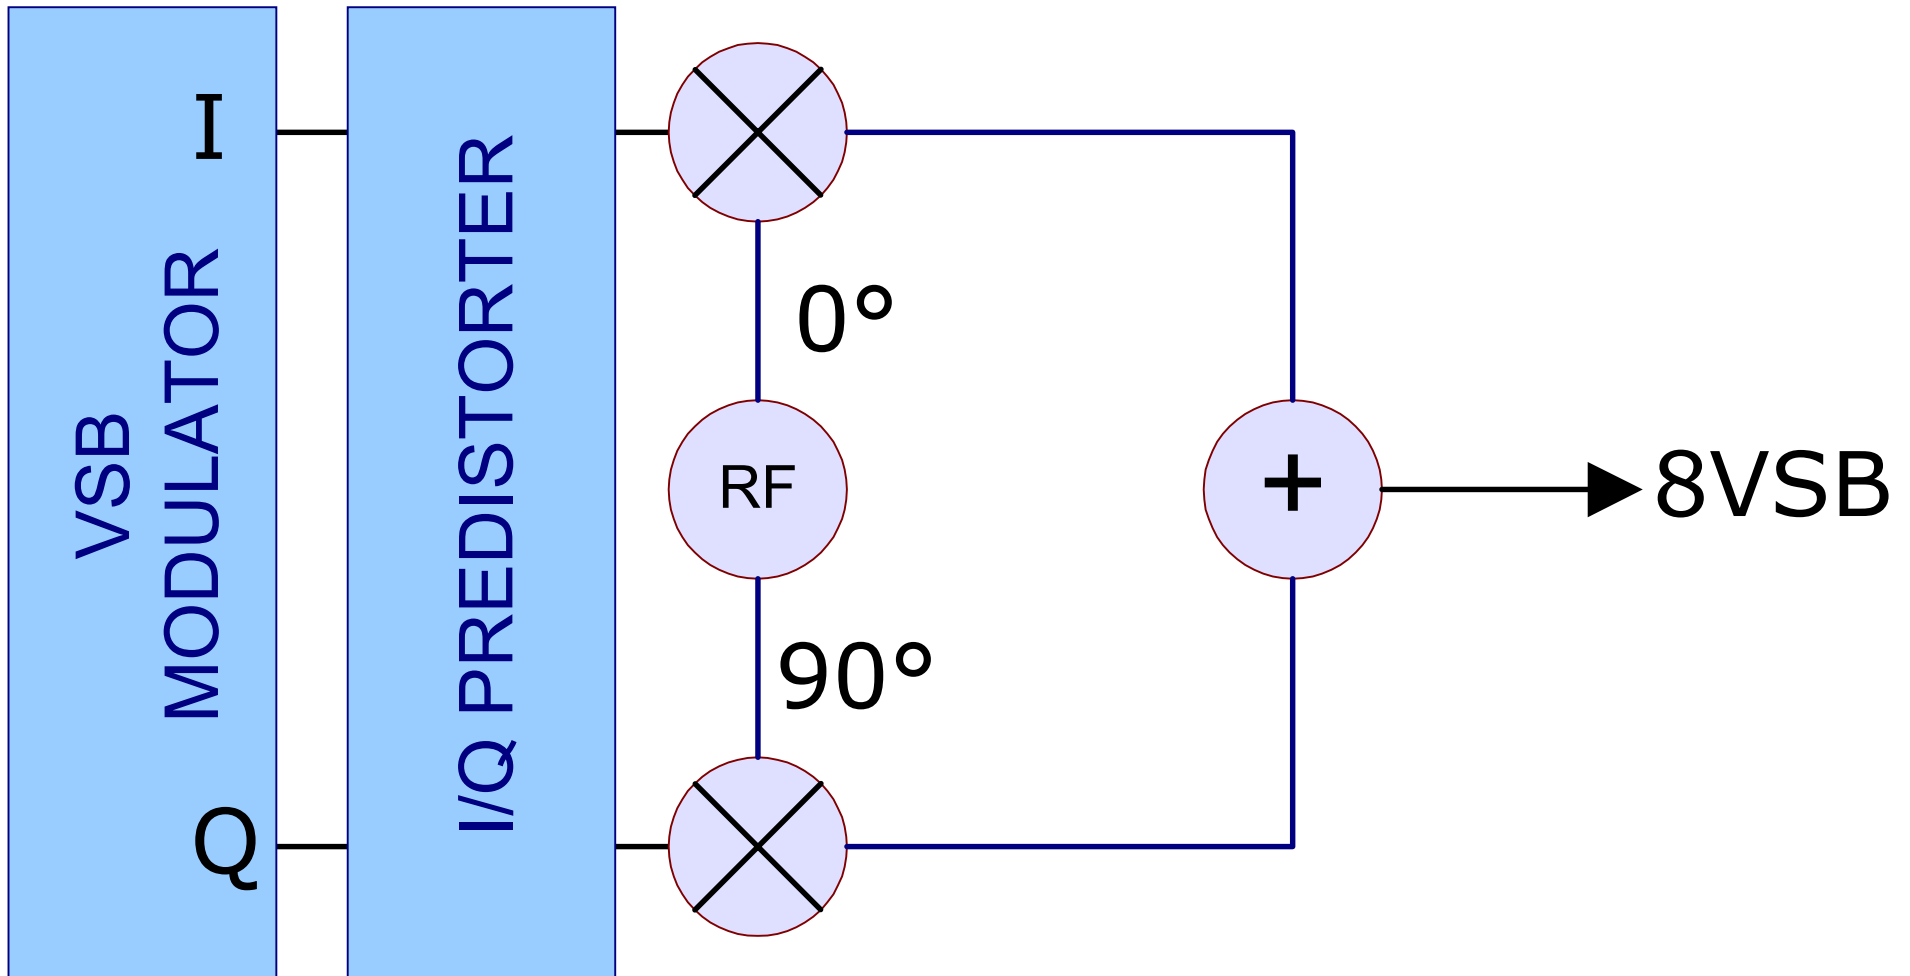 I
VSB
MODULATOR
Q
I/Q PREDISTORTER
0°
RF
90°
+
8VSB